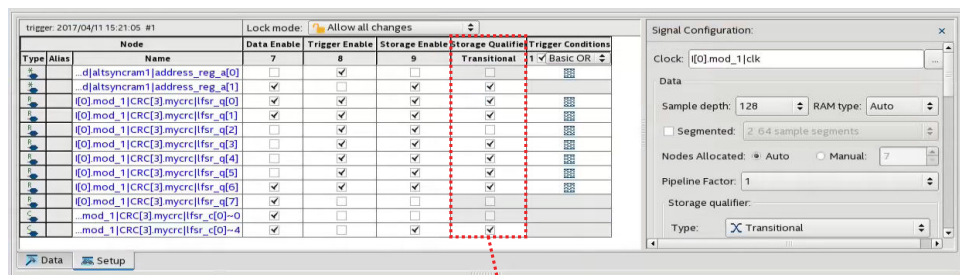 trigger: 2017/04/11 15:21:05 #1
Lock mode: Allow all changes
Node Data Enable Trigger Enable Storage Enable Storage Qualifier Trigger Conditions
Type Alias Name 7 8 9 Transitional 1 Basic OR
...d|altsyncram1|address_reg_a[0]
...d|altsyncram1|address_reg_a[1]
l[0].mod_1|CRC[3].mycrc|lfsr_q[0]
l[0].mod_1|CRC[3].mycrc|lfsr_q[1]
l[0].mod_1|CRC[3].mycrc|lfsr_q[2]
l[0].mod_1|CRC[3].mycrc|lfsr_q[3]
l[0].mod_1|CRC[3].mycrc|lfsr_q[4]
l[0].mod_1|CRC[3].mycrc|lfsr_q[5]
l[0].mod_1|CRC[3].mycrc|lfsr_q[6]
l[0].mod_1|CRC[3].mycrc|lfsr_q[7]
...mod_1|CRC[3].mycrc|lfsr_c[0]~0
...mod_1|CRC[3].mycrc|lfsr_c[0]~4
Data Setup
Signal Configuration:
Clock: l[0].mod_1|clk ...
Data
Sample depth: 128 RAM type: Auto
Segmented: 2 64 sample segments
Nodes Allocated: Auto Manual: 7
Pipeline Factor: 1
Storage qualifier:
Type: Transitional